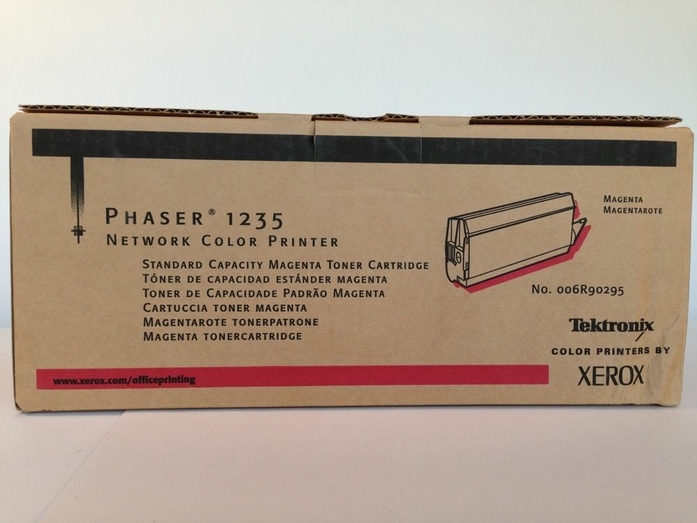 PHASER® 1235
NETWORK COLOR PRINTER
STANDARD CAPACITY MAGENTA TONER CARTRIDGE
TÓNER DE CAPACIDAD ESTÁNDER MAGENTA
TONER DE CAPACIDADE PADRÃO MAGENTA
CARTUCCIA TONER MAGENTA
MAGENTAROTE TONERPATRONE
MAGENTA TONERCARTRIDGE
www.xerox.com/officeprinting
MAGENTA
MAGENTAROTE
NO. 006R90295
Tektronix
COLOR PRINTERS BY
XEROX